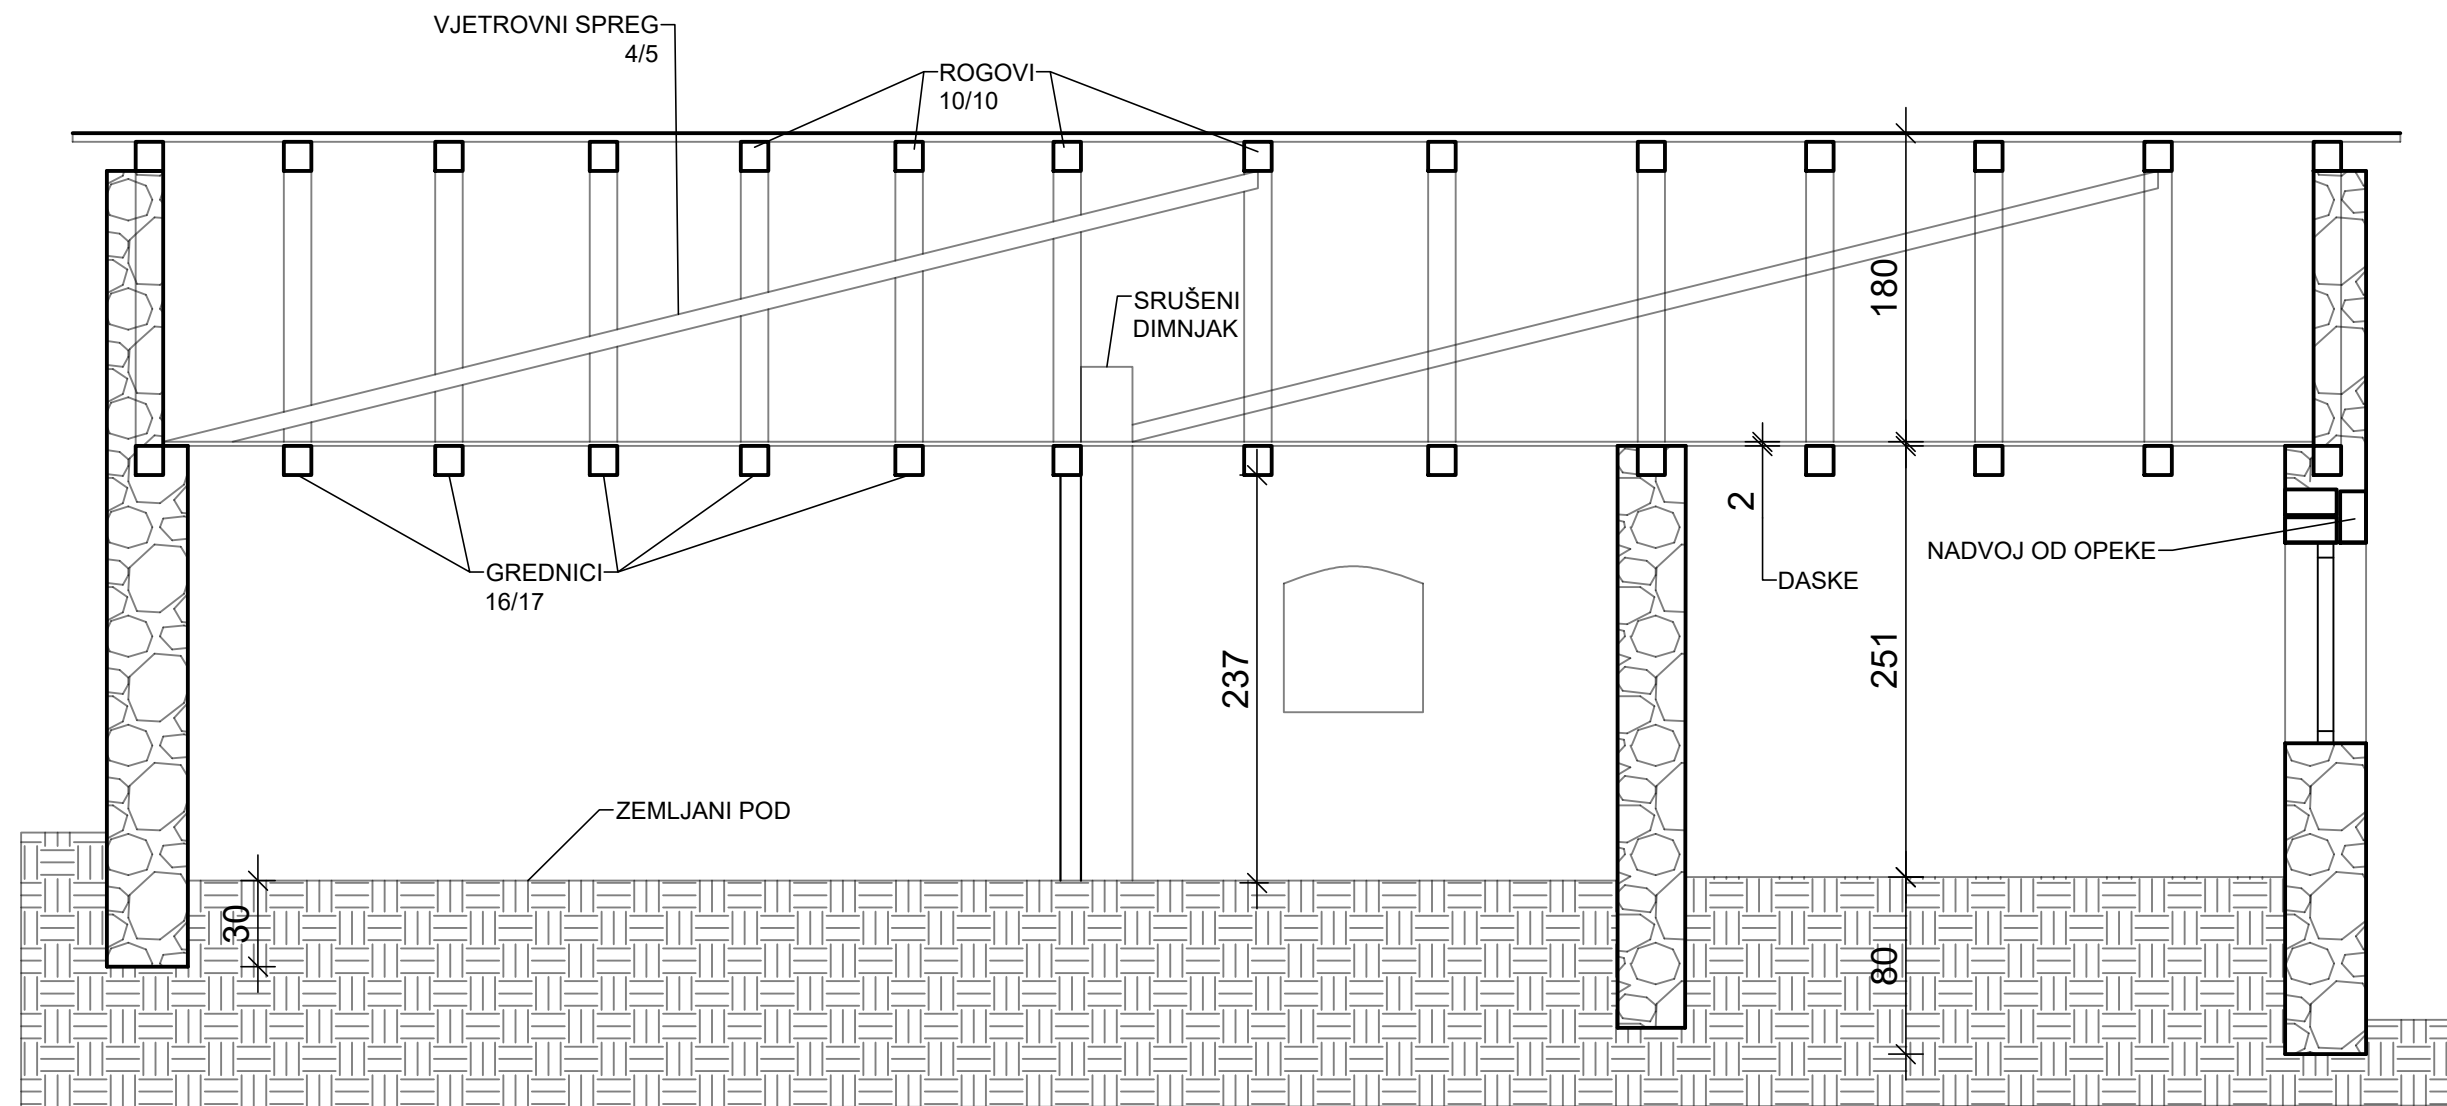 VJETROVNI SPREG
4/5
ROGOVI
10/10
180
SRUŠENI
DIMNJAK
2
NADVOJ OD OPEKE
GREDNICI
16/17
DASKE
237
251
ZEMLJANI POD
30
80